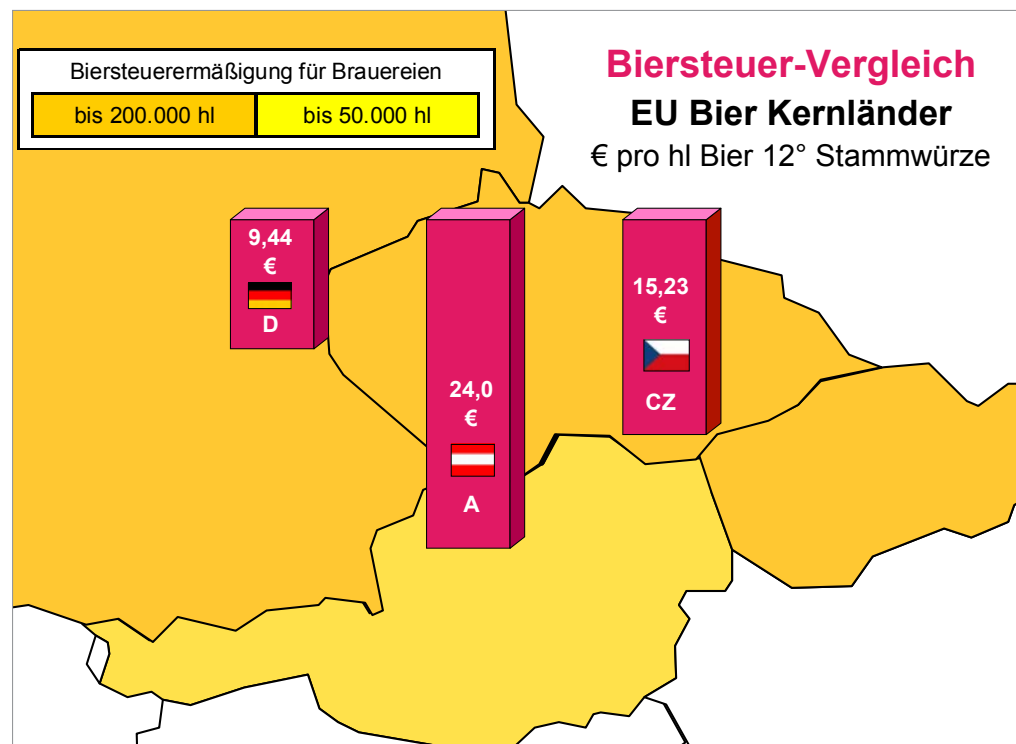 Biersteuerermäßigung für Brauereien
bis 200.000 hl
bis 50.000 hl
Biersteuer-Vergleich
EU Bier Kernländer
€ pro hl Bier 12° Stammwürze
9,44
€
D
24,0
€
A
15,23
€
CZ